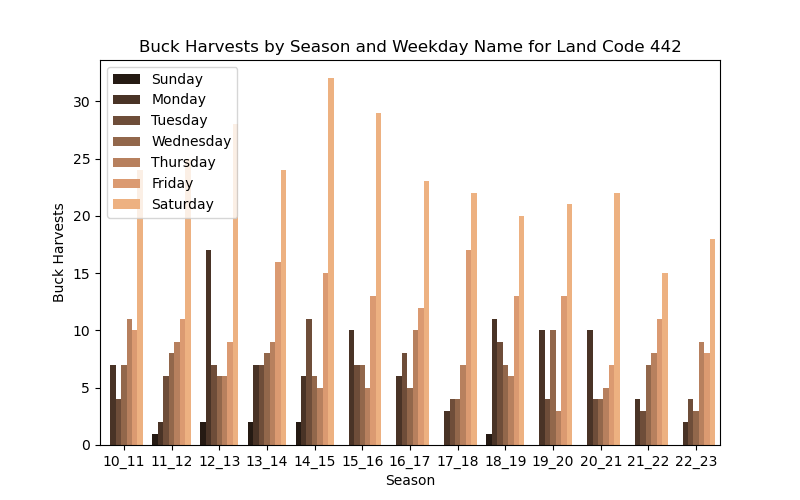 Buck Harvests by Season and Weekday Name for Land Code 442
Sunday
Monday
Tuesday
Wednesday
Thursday
Friday
Saturday
Buck Harvests
30
25
20
15
10
5
0
10_11 11_12 12_13 13_14 14_15 15_16 16_17 17_18 18_19 19_20 20_21 21_22 22_23
Season